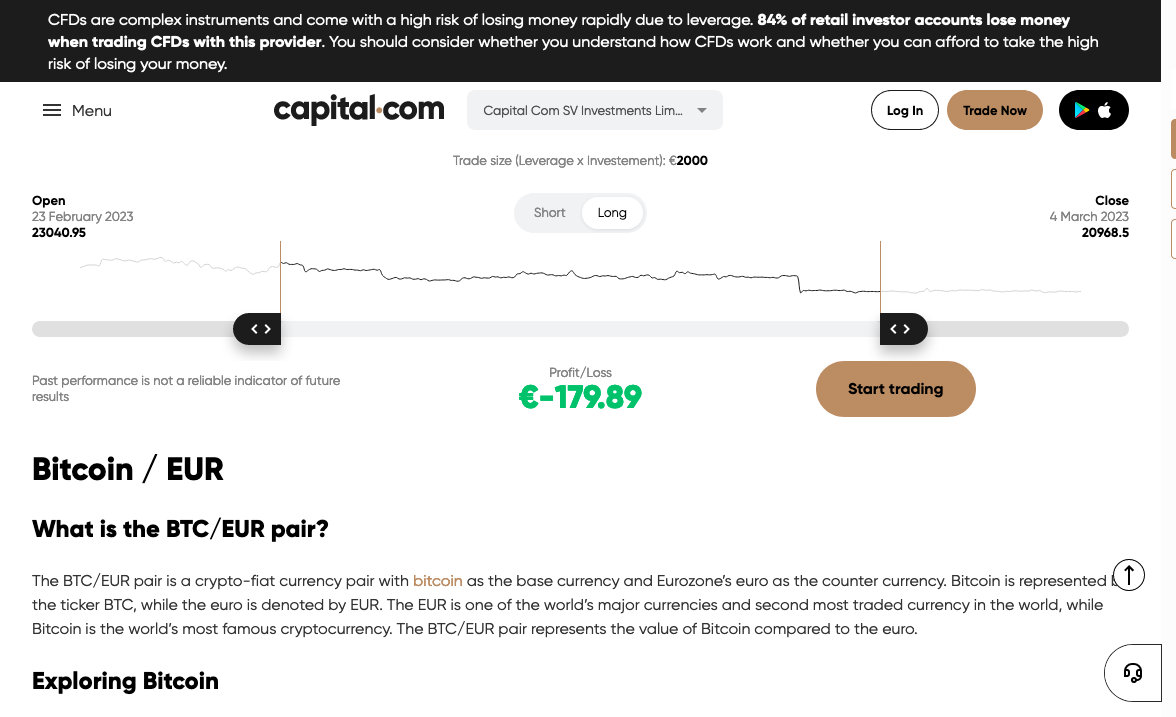 CFDs are complex instruments and come with a high risk of losing money rapidly due to leverage. 84% of retail investor accounts lose money
when trading CFDs with this provider. You should consider whether you understand how CFDs work and whether you can afford to take the high
risk of losing your money.
Menu
capital.com
Capital Com SV Investments Lim...
Log In
Trade Now
Trade size (Leverage x Investement): €2000
Open
23 February 2023
23040.95
Short
Long
Close
4 March 2023
20968.5
Past performance is not a reliable indicator of future
results
Profit/Loss
€-179.89
Start trading
Bitcoin / EUR
What is the BTC/EUR pair?
The BTC/EUR pair is a crypto-fiat currency pair with bitcoin as the base currency and Eurozone’s euro as the counter currency. Bitcoin is represented
the ticker BTC, while the euro is denoted by EUR. The EUR is one of the world’s major currencies and second most traded currency in the world, while
Bitcoin is the world’s most famous cryptocurrency. The BTC/EUR pair represents the value of Bitcoin compared to the euro.
Exploring Bitcoin